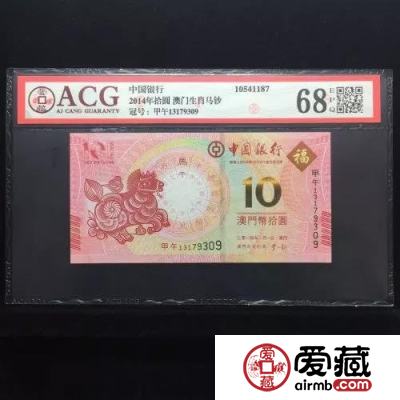 ACG
AI CANG GUARANTY
中国银行
2014年拾圆 澳门生肖马钞
冠号：甲午13179309
10541187
68
EPQ
中國銀行
福
10
澳門幣拾圓
甲午13179309
甲午13179309
爱藏
airmb.com